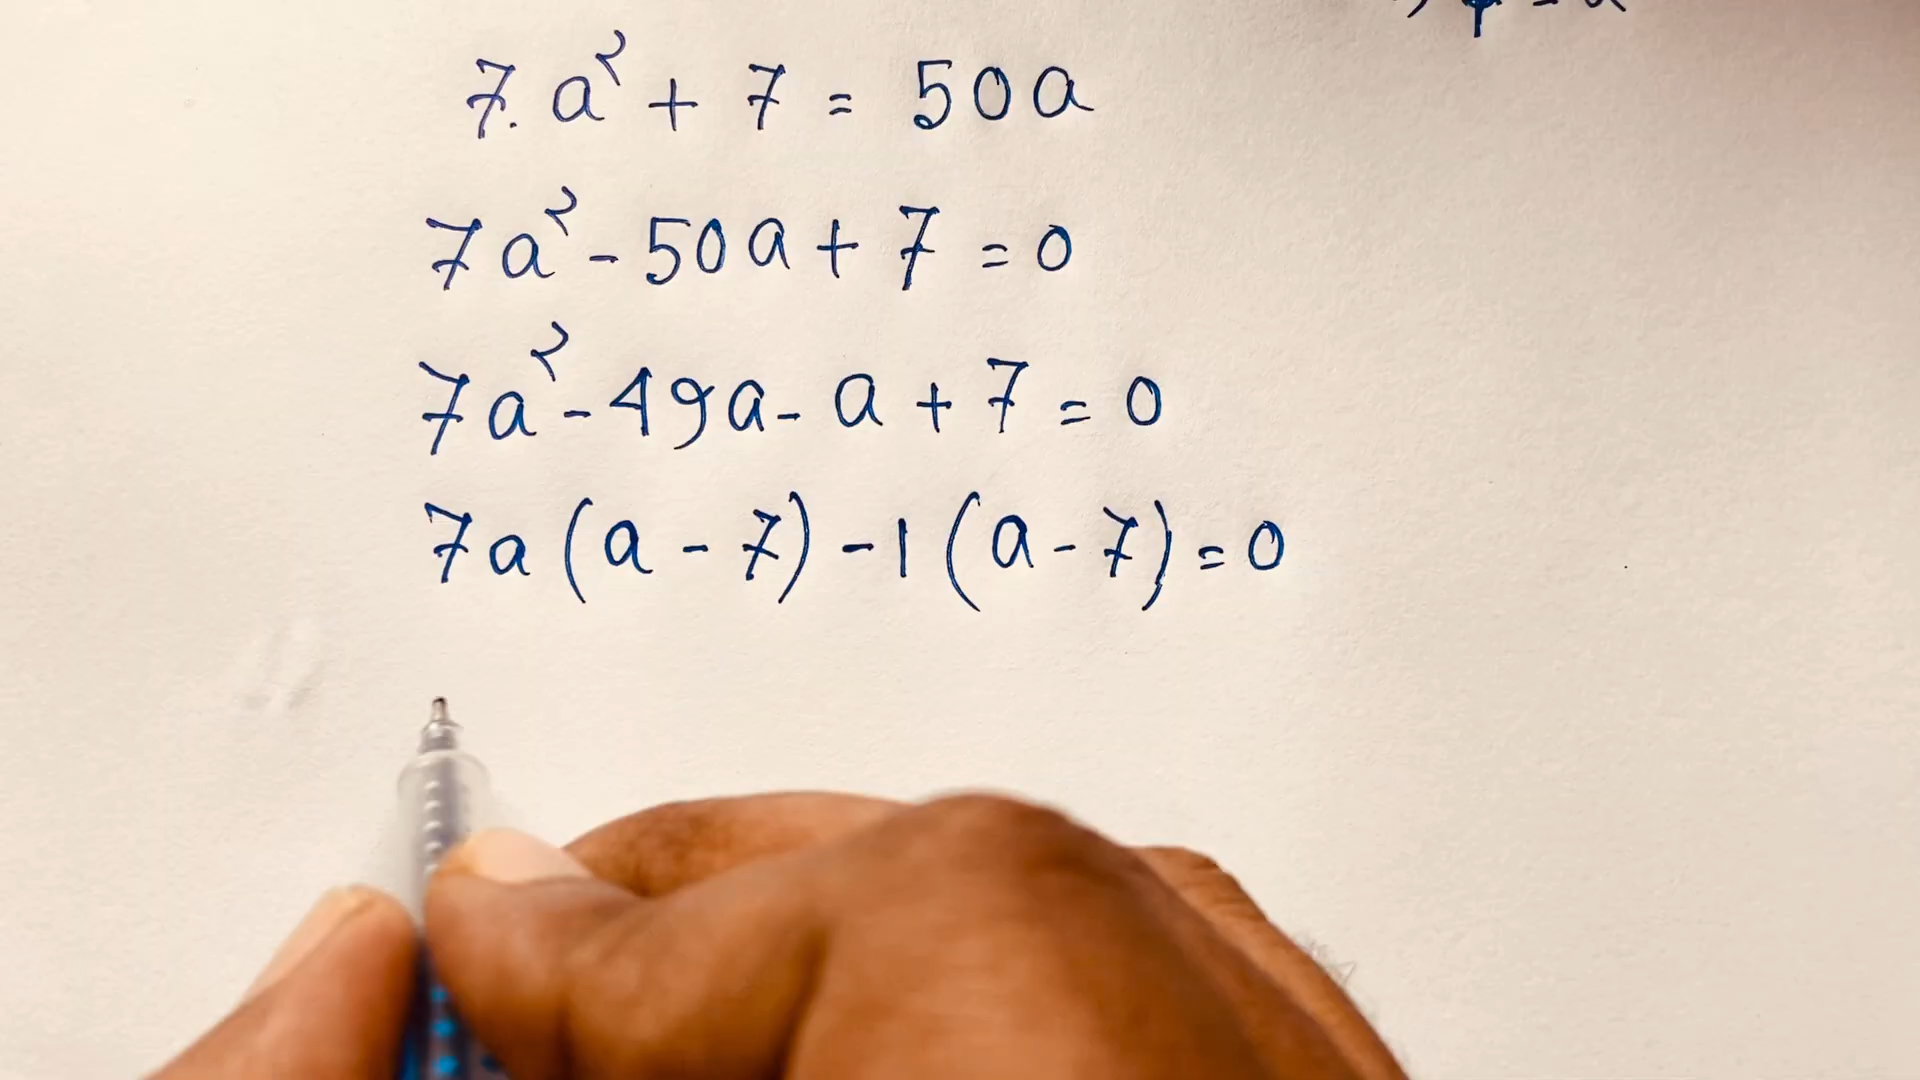 7.a² + 7 = 50a
7a² - 50a + 7 = 0
7a² - 49a - a + 7 = 0
7a(a - 7) - 1(a - 7) = 0